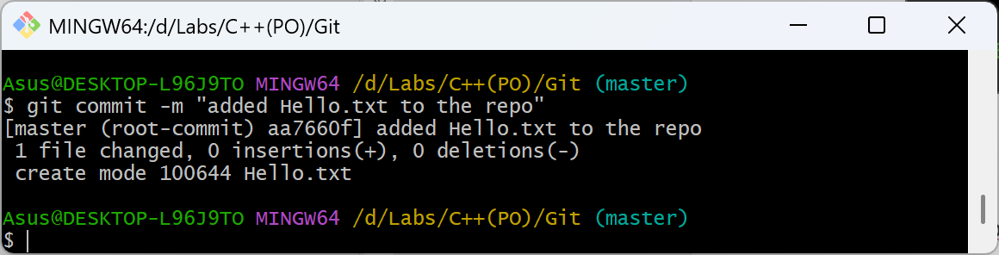 MINGW64:/d/Labs/C++(PO)/Git
Asus@DESKTOP-L96J9TO MINGW64 /d/Labs/C++(PO)/Git (master)
$ git commit -m "added Hello.txt to the repo"
[master (root-commit) aa7660f] added Hello.txt to the repo
 1 file changed, 0 insertions(+), 0 deletions(-)
 create mode 100644 Hello.txt
Asus@DESKTOP-L96J9TO MINGW64 /d/Labs/C++(PO)/Git (master)
$